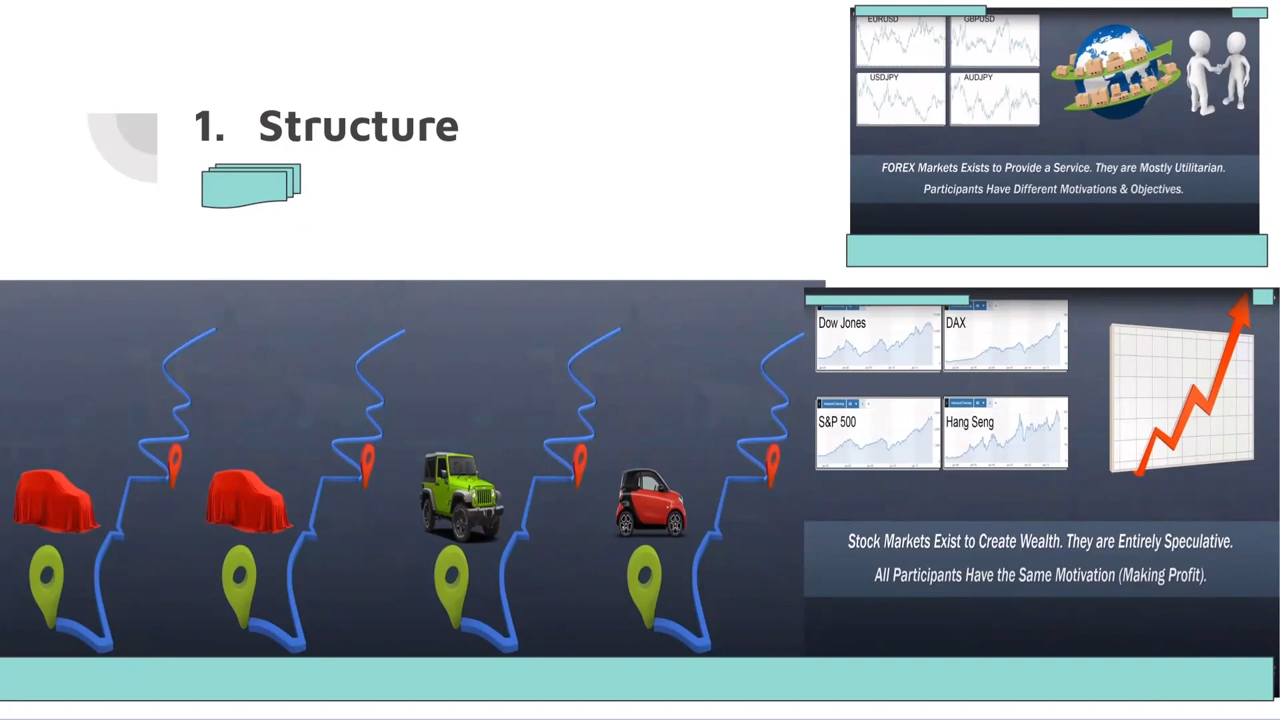 1. Structure
EURUSD
GBPUSD
USDJPY
AUDJPY
FOREX Markets Exists to Provide a Service. They are Mostly Utilitarian.
Participants Have Different Motivations & Objectives.
Dow Jones
DAX
S&P 500
Hang Seng
Stock Markets Exist to Create Wealth. They are Entirely Speculative.
All Participants Have the Same Motivation (Making Profit).